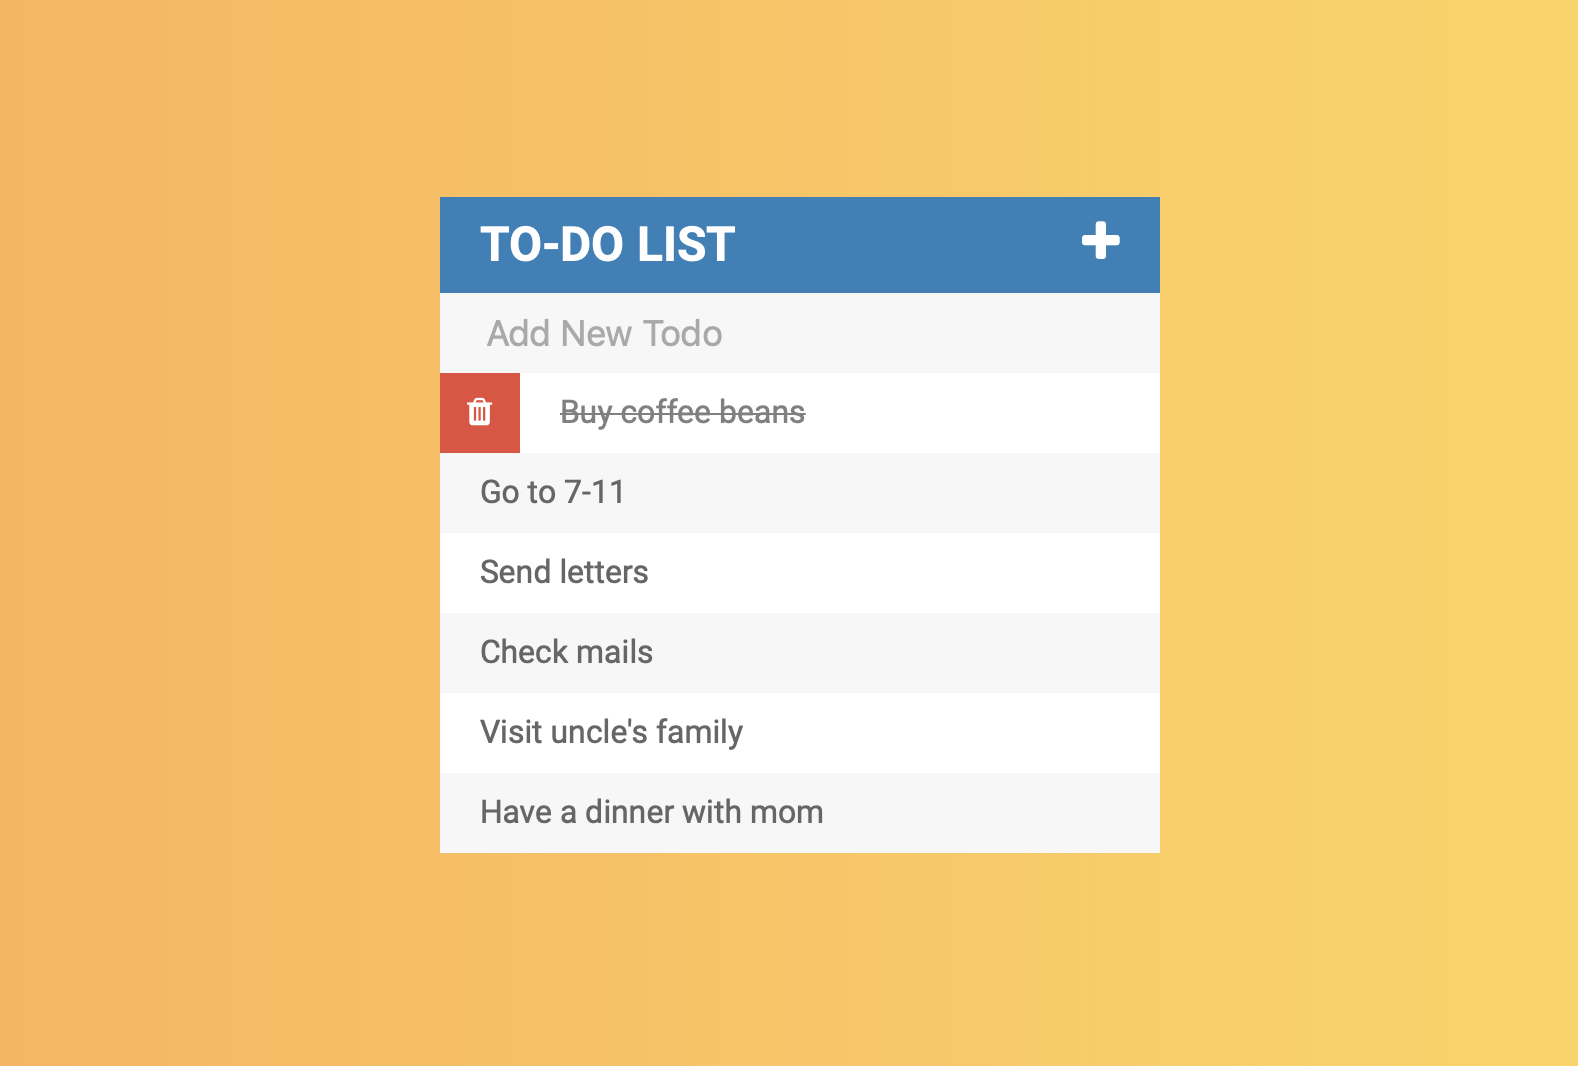 TO-DO LIST
Add New Todo
Buy coffee beans
Go to 7-11
Send letters
Check mails
Visit uncle's family
Have a dinner with mom